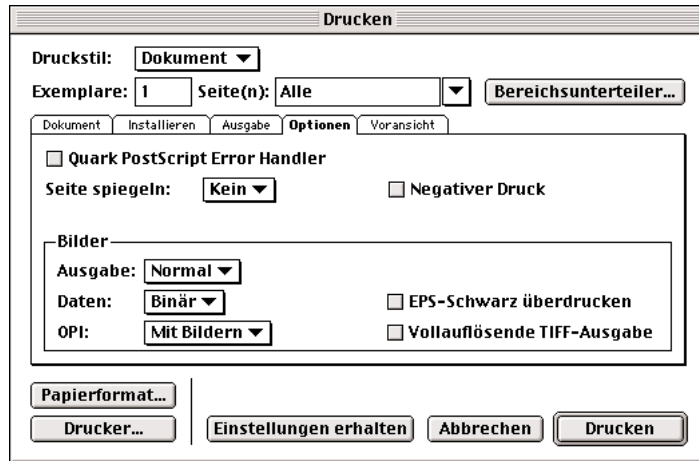 Drucken
Druckstil: Dokument
Exemplare: 1 Seite(n): Alle Bereichsunterteiler...
Dokument Installieren Ausgabe Optionen Voransicht
Quark PostScript Error Handler
Seite spiegeln: Kein Negativer Druck
Bilder
Ausgabe: Normal
Daten: Binär EPS-Schwarz überdrucken
OPI: Mit Bildern Vollauflösende TIFF-Ausgabe
Papierformat...
Drucker... Einstellungen erhalten Abbrechen Drucken